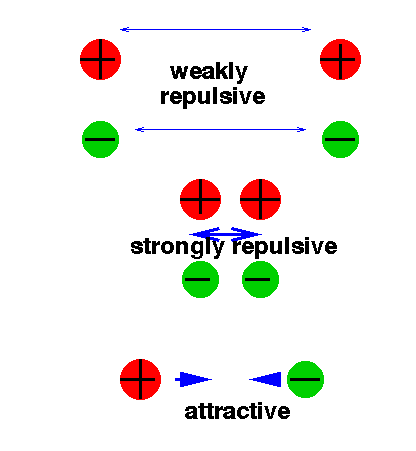 weakly
repulsive
strongly repulsive
attractive